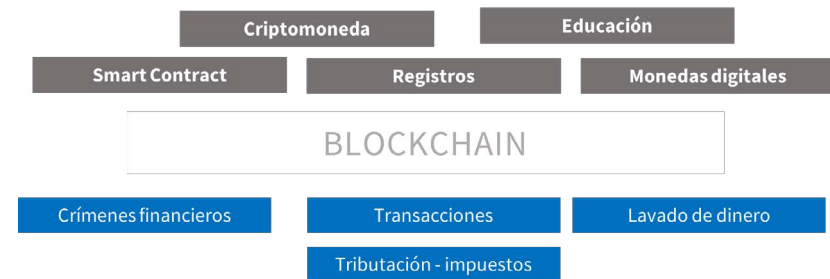 Criptomoneda
Educación
Smart Contract
Registros
Monedas digitales
BLOCKCHAIN
Crímenes financieros
Transacciones
Lavado de dinero
Tributación - impuestos